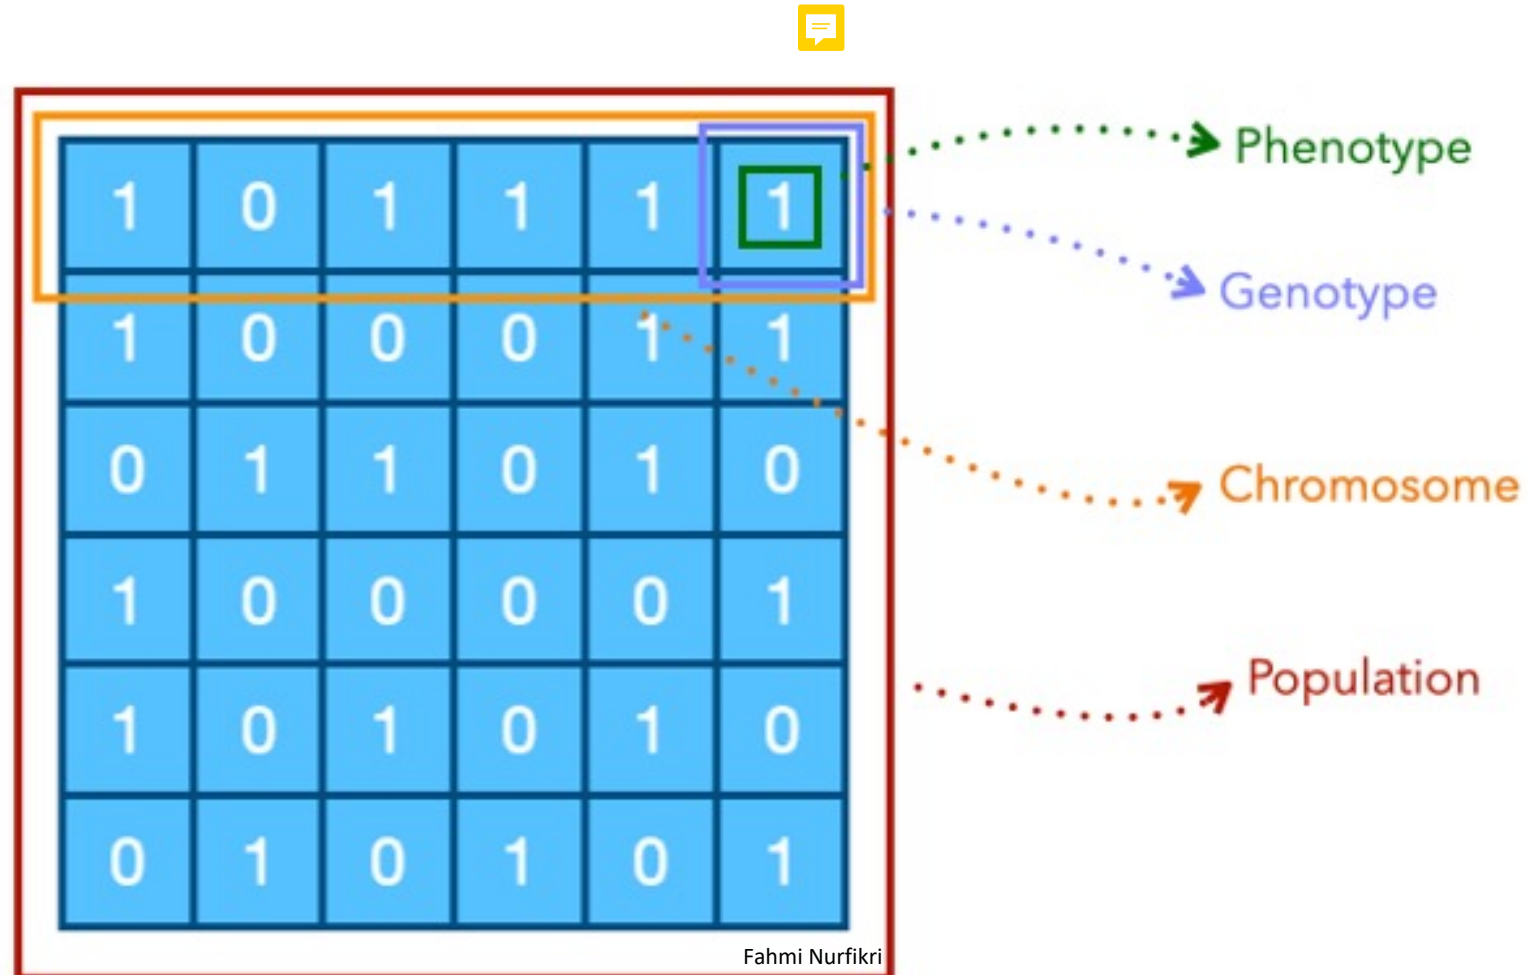 1 0 1 1 1 1
Phenotype
Genotype
1 0 0 0 1 1
0 1 1 0 1 0
Chromosome
1 0 0 0 0 1
Population
1 0 1 0 1 0
0 1 0 1 0 1
Fahmi Nurfikri